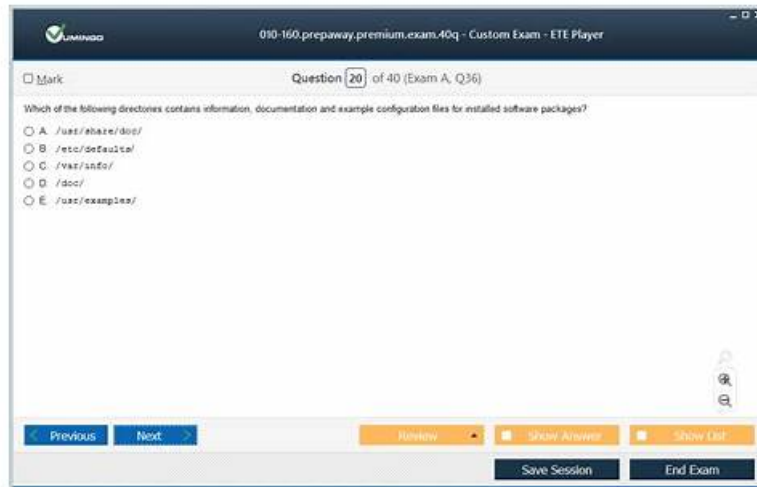 VUMINGO
010-160.prepaway.premium.exam.40q - Custom Exam - ETE Player
Mark
Question 20 of 40 (Exam A, Q36)
Which of the following directories contains information, documentation and example configuration files for installed software packages?
A. /usr/share/doc/
B. /etc/defaults/
C. /var/info/
D. /doc/
E. /usr/examples/
Previous
Next
Review
Show Answer
Show List
Save Session
End Exam